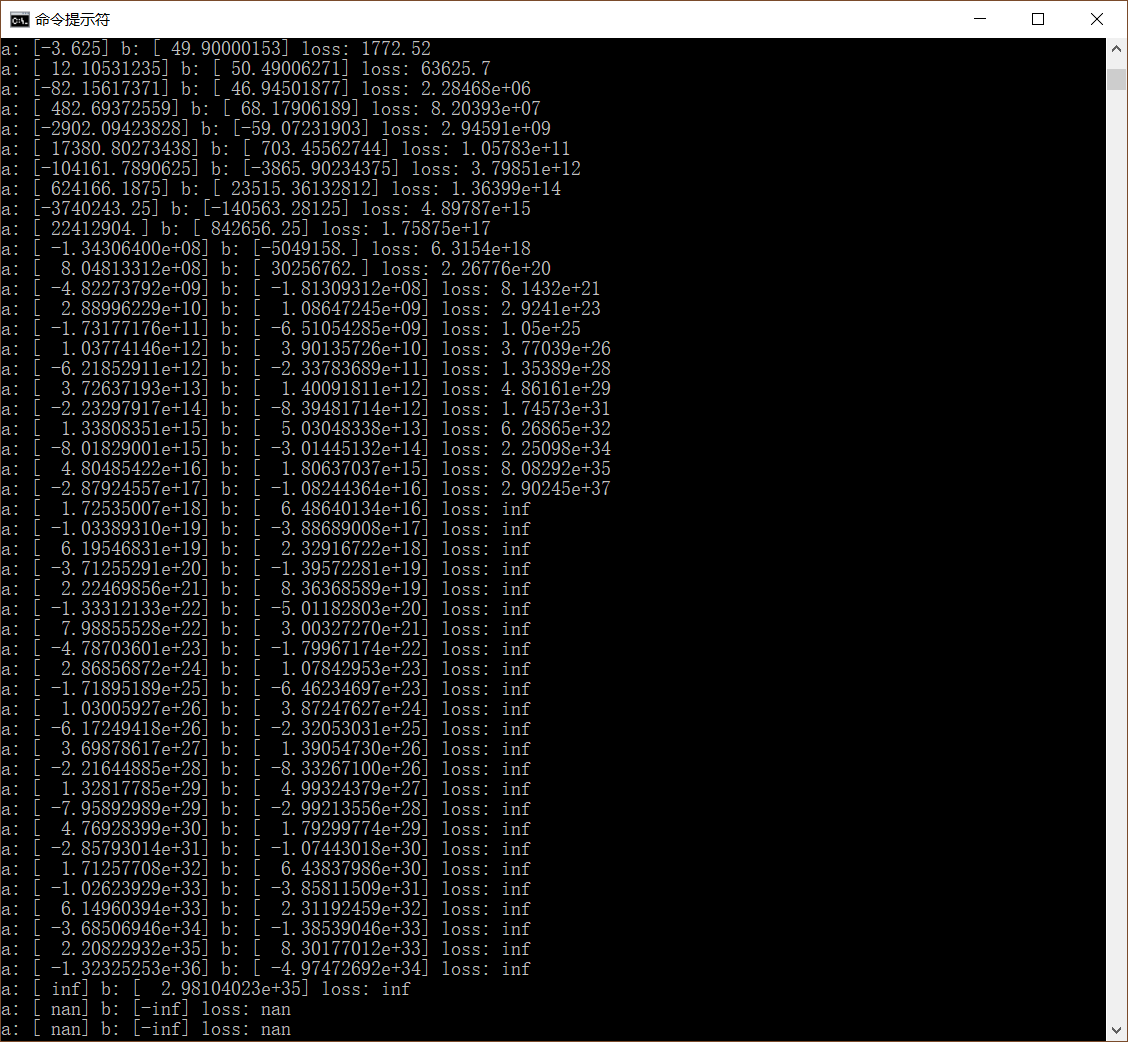 命令提示符
a: [-3.625] b: [ 49.90000153] loss: 1772.52
a: [ 12.10531235] b: [ 50.49006271] loss: 63625.7
a: [-82.15617371] b: [ 46.94501877] loss: 2.28468e+06
a: [ 482.69372559] b: [ 68.17906189] loss: 8.20393e+07
a: [-2902.09423828] b: [-59.07231903] loss: 2.94591e+09
a: [ 17380.80273438] b: [ 703.45562744] loss: 1.05783e+11
a: [-104161.7890625] b: [-3865.90234375] loss: 3.79851e+12
a: [ 624166.1875] b: [ 23515.36132812] loss: 1.36399e+14
a: [-3740243.25] b: [-140563.28125] loss: 4.89787e+15
a: [ 22412904.] b: [ 842656.25] loss: 1.75875e+17
a: [ -1.34306400e+08] b: [-5049158.] loss: 6.3154e+18
a: [  8.04813312e+08] b: [ 30256762.] loss: 2.26776e+20
a: [ -4.82273792e+09] b: [ -1.81309312e+08] loss: 8.1432e+21
a: [  2.88996229e+10] b: [  1.08647245e+09] loss: 2.9241e+23
a: [ -1.73177176e+11] b: [ -6.51054285e+09] loss: 1.05e+25
a: [  1.03774146e+12] b: [  3.90135726e+10] loss: 3.77039e+26
a: [ -6.21852911e+12] b: [ -2.33783689e+11] loss: 1.35389e+28
a: [  3.72637193e+13] b: [  1.40091811e+12] loss: 4.86161e+29
a: [ -2.23297917e+14] b: [ -8.39481714e+12] loss: 1.74573e+31
a: [  1.33808351e+15] b: [  5.03048338e+13] loss: 6.26865e+32
a: [ -8.01829001e+15] b: [ -3.01445132e+14] loss: 2.25098e+34
a: [  4.80485422e+16] b: [  1.80637037e+15] loss: 8.08292e+35
a: [ -2.87924557e+17] b: [ -1.08244364e+16] loss: 2.90245e+37
a: [  1.72535007e+18] b: [  6.48640134e+16] loss: inf
a: [ -1.03389310e+19] b: [ -3.88689008e+17] loss: inf
a: [  6.19546831e+19] b: [  2.32916722e+18] loss: inf
a: [ -3.71255291e+20] b: [ -1.39572281e+19] loss: inf
a: [  2.22469856e+21] b: [  8.36368589e+19] loss: inf
a: [ -1.33312133e+22] b: [ -5.01182803e+20] loss: inf
a: [  7.98855528e+22] b: [  3.00327270e+21] loss: inf
a: [ -4.78703601e+23] b: [ -1.79967174e+22] loss: inf
a: [  2.86856872e+24] b: [  1.07842953e+23] loss: inf
a: [ -1.71895189e+25] b: [ -6.46234697e+23] loss: inf
a: [  1.03005927e+26] b: [  3.87247627e+24] loss: inf
a: [ -6.17249418e+26] b: [ -2.32053031e+25] loss: inf
a: [  3.69878617e+27] b: [  1.39054730e+26] loss: inf
a: [ -2.21644885e+28] b: [ -8.33267100e+26] loss: inf
a: [  1.32817785e+29] b: [  4.99324379e+27] loss: inf
a: [ -7.95892989e+29] b: [ -2.99213556e+28] loss: inf
a: [  4.76928399e+30] b: [  1.79299774e+29] loss: inf
a: [ -2.85793014e+31] b: [ -1.07443018e+30] loss: inf
a: [  1.71257708e+32] b: [  6.43837986e+30] loss: inf
a: [ -1.02623929e+33] b: [ -3.85811509e+31] loss: inf
a: [  6.14960394e+33] b: [  2.31192459e+32] loss: inf
a: [ -3.68506946e+34] b: [ -1.38539046e+33] loss: inf
a: [  2.20822932e+35] b: [  8.30177012e+33] loss: inf
a: [ -1.32325253e+36] b: [ -4.97472692e+34] loss: inf
a: [ inf] b: [  2.98104023e+35] loss: inf
a: [ nan] b: [-inf] loss: nan
a: [ nan] b: [-inf] loss: nan